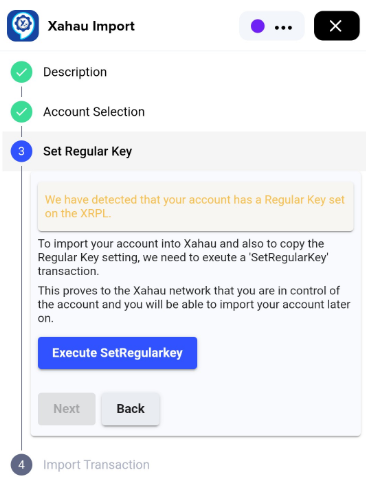 Xahau Import
Description
Account Selection
3 Set Regular Key
We have detected that your account has a Regular Key set
on the XRPL.
To import your account into Xahau and also to copy the
Regular Key setting, we need to exeute a 'SetRegularKey'
transaction.
This proves to the Xahau network that you are in control of
the account and you will be able to import your account later
on.
Execute SetRegularkey
Next Back
4 Import Transaction